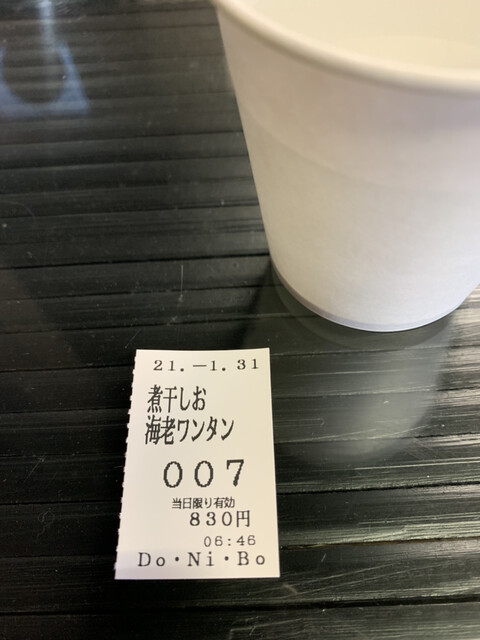 21.－1.31
煮干しお
海老ワンタン
007
当日限り有効
830円
06:46
Do・Ni・Bo